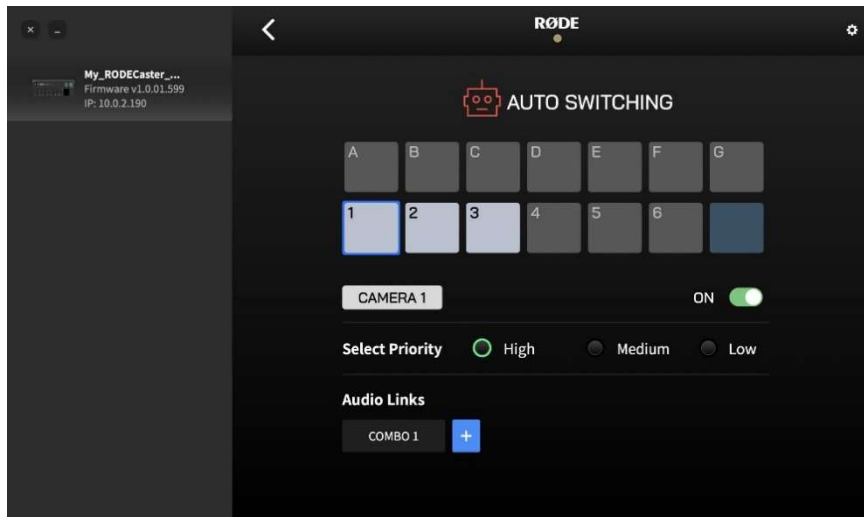 RØDE
My_RODECaster_...
Firmware v1.0.01.599
IP: 10.0.2.190
AUTO SWITCHING
A B C D E F G
1 2 3 4 5 6
CAMERA 1 ON
Select Priority High Medium Low
Audio Links
COMBO 1 +